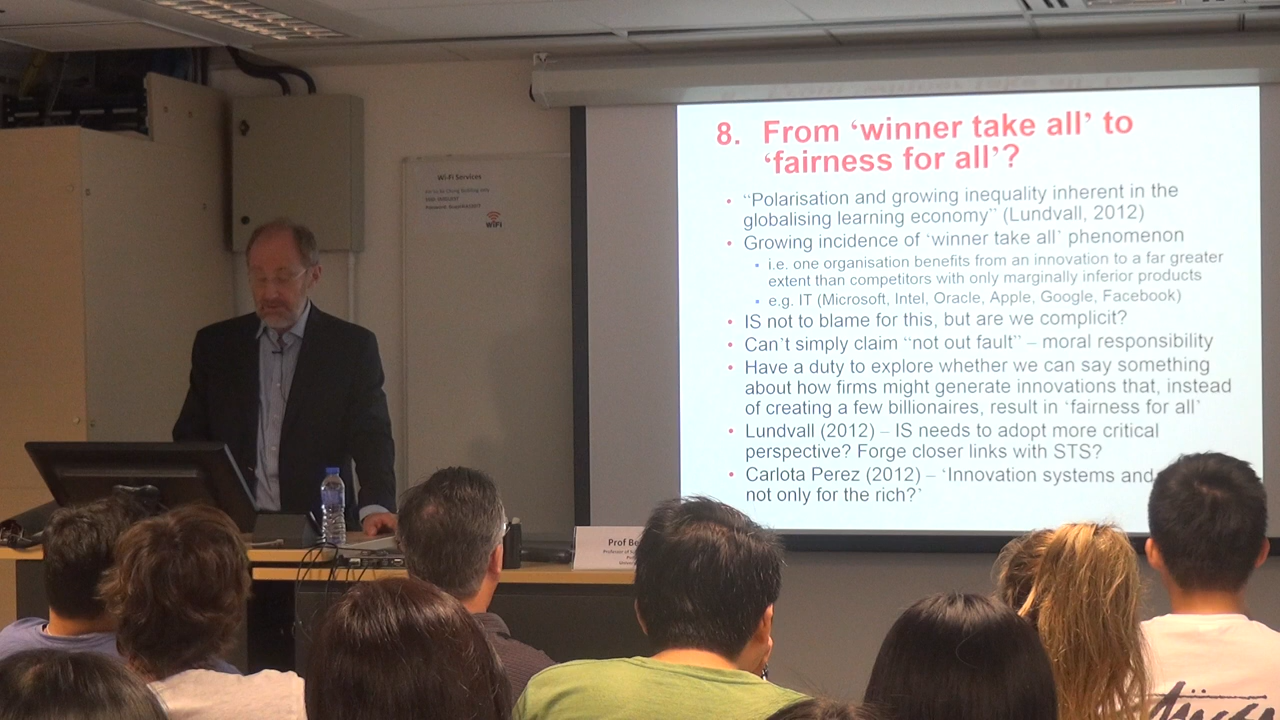 8. From ‘winner take all’ to
‘fairness for all’?
• “Polarisation and growing inequality inherent in the
globalising learning economy” (Lundvall, 2012)
• Growing incidence of ‘winner take all’ phenomenon
• i.e. one organisation benefits from an innovation to a far greater
extent than competitors with only marginally inferior products
• e.g. IT (Microsoft, Intel, Oracle, Apple, Google, Facebook)
• IS not to blame for this, but are we complicit?
• Can’t simply claim “not out fault” – moral responsibility
• Have a duty to explore whether we can say something
about how firms might generate innovations that, instead
of creating a few billionaires, result in ‘fairness for all’
• Lundvall (2012) – IS needs to adopt more critical
perspective? Forge closer links with STS?
• Carlota Perez (2012) – ‘Innovation systems and
not only for the rich?’
Wi-Fi Services
WiFi
Prof Be
Professor of